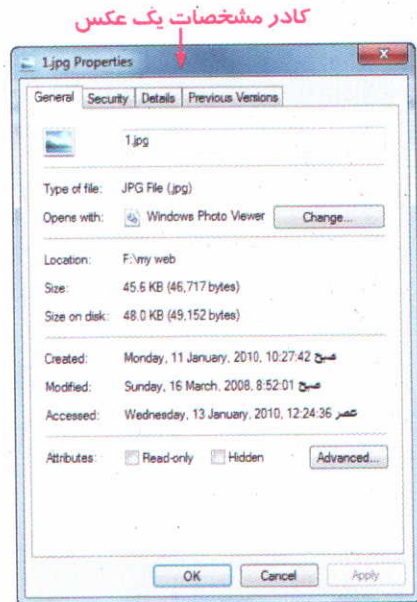 کادر مشخصات یک عکس
1.jpg Properties
General Security Details Previous Versions
1.jpg
Type of file: JPG File (.jpg)
Opens with: Windows Photo Viewer Change...
Location: F:\my web
Size: 45.6 KB (46,717 bytes)
Size on disk: 48.0 KB (49,152 bytes)
Created: Monday, 11 January, 2010, 10:27:42 صبح
Modified: Sunday, 16 March, 2008, 8:52:01 صبح
Accessed: Wednesday, 13 January, 2010, 12:24:36 عصر
Attributes: Read-only Hidden Advanced...
OK Cancel Apply